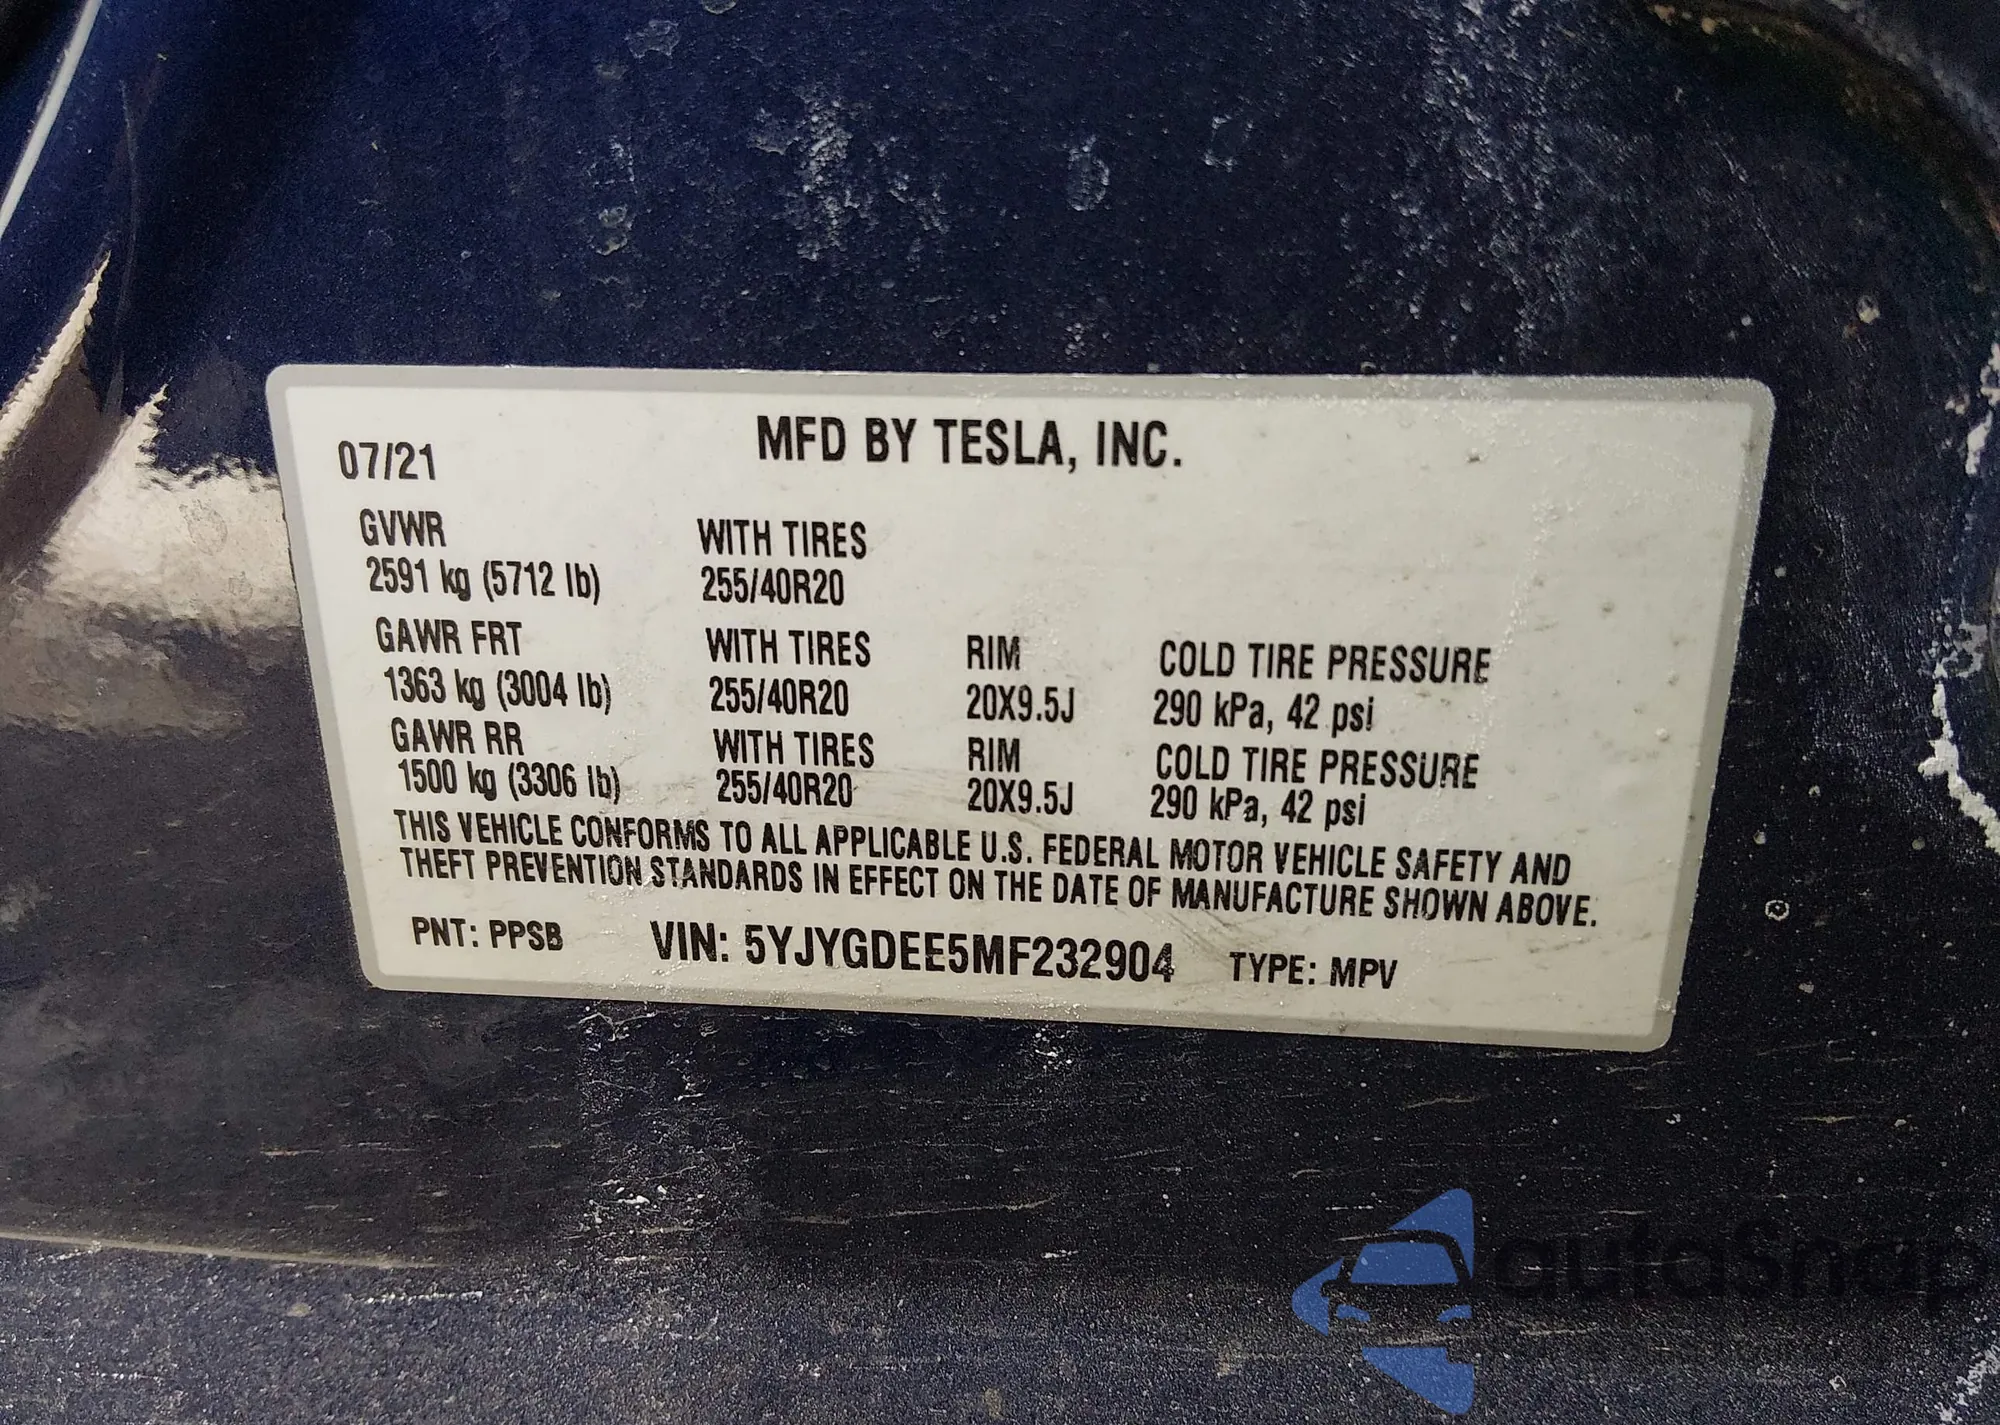 07/21 MFD BY TESLA, INC.
GVWR WITH TIRES
2591 kg (5712 lb) 255/40R20
GAWR FRT WITH TIRES RIM COLD TIRE PRESSURE
1363 kg (3004 lb) 255/40R20 20X9.5J 290 kPa, 42 psi
GAWR RR WITH TIRES RIM COLD TIRE PRESSURE
1500 kg (3306 lb) 255/40R20 20X9.5J 290 kPa, 42 psi
THIS VEHICLE CONFORMS TO ALL APPLICABLE U.S. FEDERAL MOTOR VEHICLE SAFETY AND
THEFT PREVENTION STANDARDS IN EFFECT ON THE DATE OF MANUFACTURE SHOWN ABOVE.
PNT: PPSB VIN: 5YJYGDEE5MF232904 TYPE: MPV
autoSnap